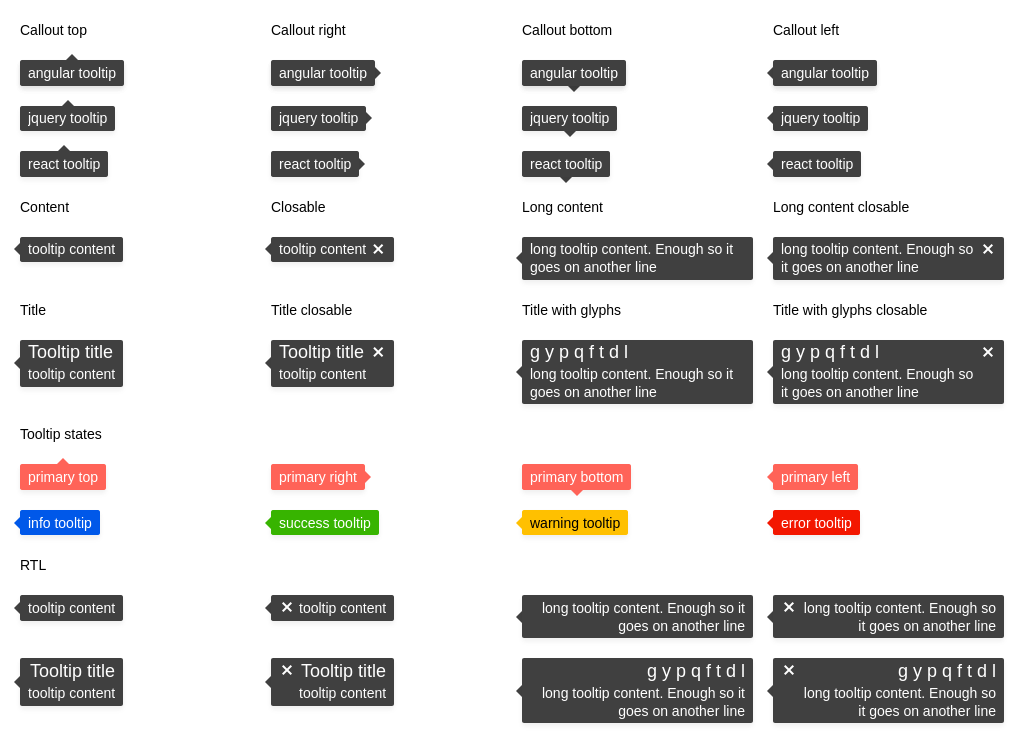 Callout top
Callout right
Callout bottom
Callout left
angular tooltip
angular tooltip
angular tooltip
angular tooltip
jquery tooltip
jquery tooltip
jquery tooltip
jquery tooltip
react tooltip
react tooltip
react tooltip
react tooltip
Content
Closable
Long content
Long content closable
tooltip content
tooltip content
long tooltip content. Enough so it
goes on another line
long tooltip content. Enough so
it goes on another line
Title
Title closable
Title with glyphs
Title with glyphs closable
Tooltip title
tooltip content
Tooltip title
tooltip content
g y p q f t d l
long tooltip content. Enough so it
goes on another line
g y p q f t d l
long tooltip content. Enough so
it goes on another line
Tooltip states
primary top
primary right
primary bottom
primary left
info tooltip
success tooltip
warning tooltip
error tooltip
RTL
tooltip content
tooltip content
long tooltip content. Enough so it
goes on another line
long tooltip content. Enough so
it goes on another line
Tooltip title
tooltip content
Tooltip title
tooltip content
g y p q f t d l
long tooltip content. Enough so it
goes on another line
g y p q f t d l
long tooltip content. Enough so
it goes on another line